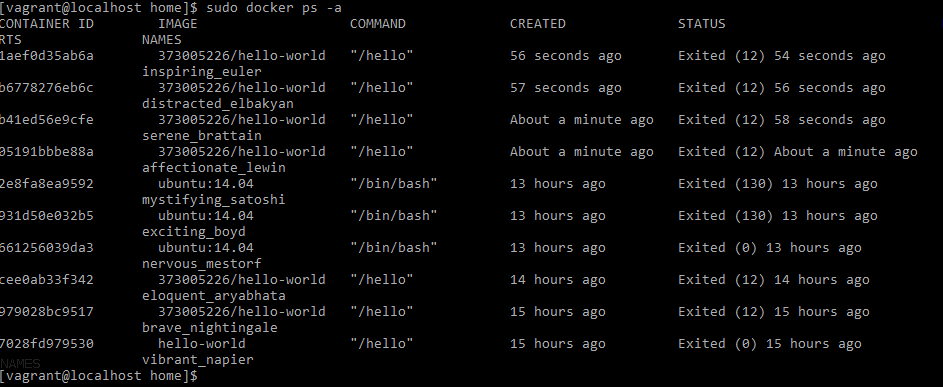 [vagrant@localhost home]$ sudo docker ps -a
CONTAINER ID        IMAGE                   COMMAND             CREATED              STATUS
RTS               NAMES
1aef0d35ab6a        373005226/hello-world   "/hello"            56 seconds ago       Exited (12) 54 seconds ago
                  inspiring_euler
b6778276eb6c        373005226/hello-world   "/hello"            57 seconds ago       Exited (12) 56 seconds ago
                  distracted_elbakyan
b41ed56e9cfe        373005226/hello-world   "/hello"            About a minute ago   Exited (12) 58 seconds ago
                  serene_brattain
05191bbbe88a        373005226/hello-world   "/hello"            About a minute ago   Exited (12) About a minute ago
                  affectionate_lewin
2e8fa8ea9592        ubuntu:14.04            "/bin/bash"         13 hours ago         Exited (130) 13 hours ago
                  mystifying_satoshi
931d50e032b5        ubuntu:14.04            "/bin/bash"         13 hours ago         Exited (130) 13 hours ago
                  exciting_boyd
661256039da3        ubuntu:14.04            "/bin/bash"         13 hours ago         Exited (0) 13 hours ago
                  nervous_mestorf
cee0ab33f342        373005226/hello-world   "/hello"            14 hours ago         Exited (12) 14 hours ago
                  eloquent_aryabhata
979028bc9517        373005226/hello-world   "/hello"            15 hours ago         Exited (12) 15 hours ago
                  brave_nightingale
7028fd979530        hello-world             "/hello"            15 hours ago         Exited (0) 15 hours ago
NAMES             vibrant_napier
[vagrant@localhost home]$